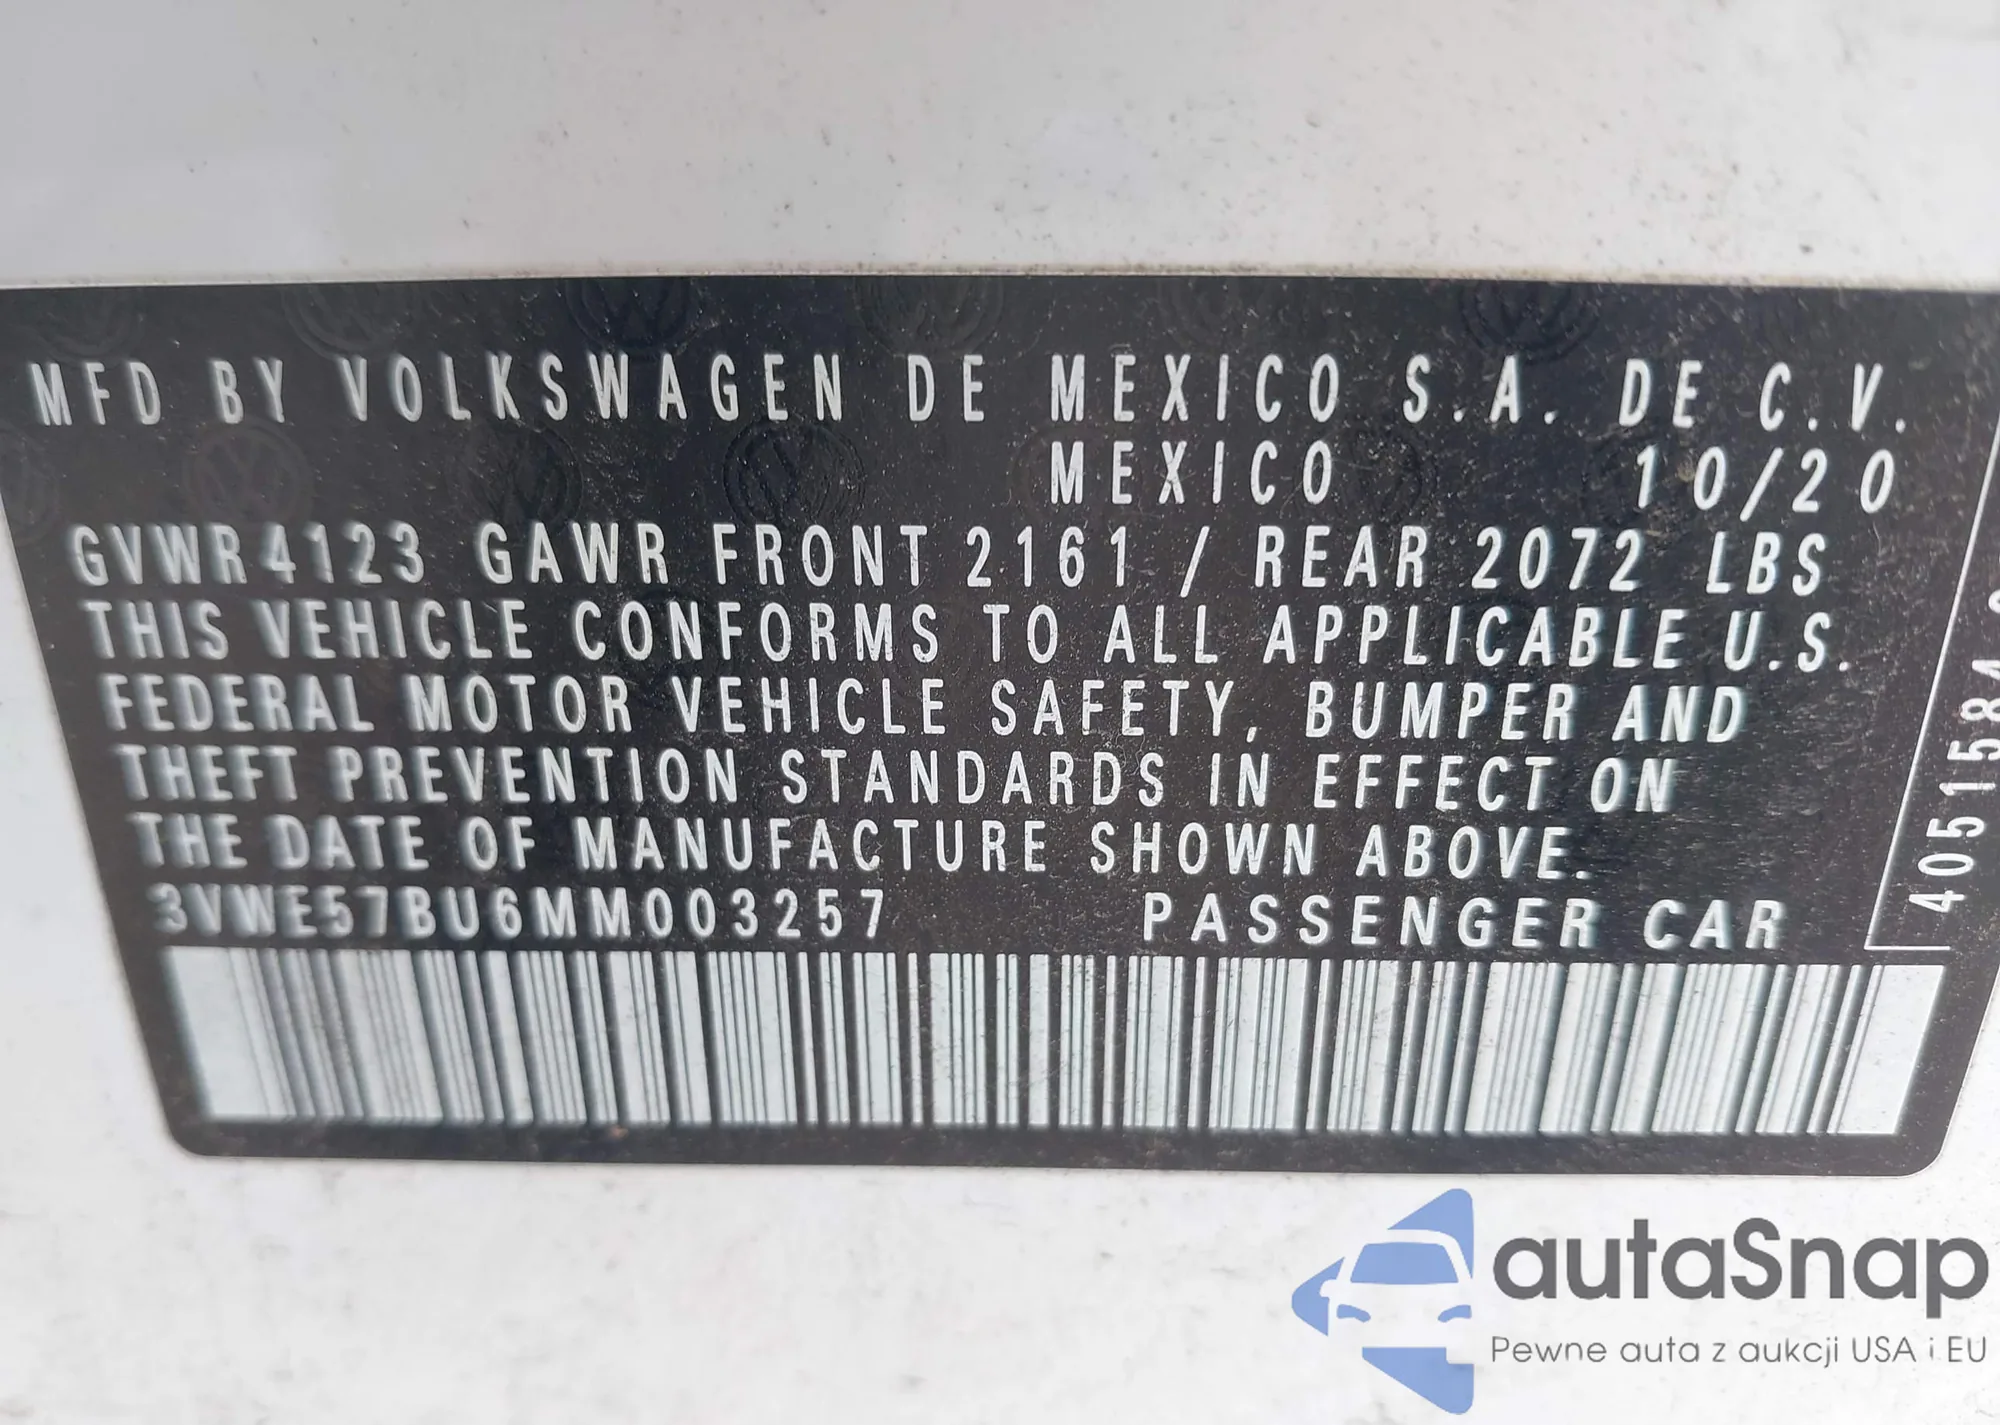 MFD BY VOLKSWAGEN DE MEXICO S.A. DE C.V.
MEXICO 10/20
GVWR 4123 GAWR FRONT 2161 / REAR 2072 LBS
THIS VEHICLE CONFORMS TO ALL APPLICABLE U.S.
FEDERAL MOTOR VEHICLE SAFETY, BUMPER AND
THEFT PREVENTION STANDARDS IN EFFECT ON
THE DATE OF MANUFACTURE SHOWN ABOVE.
3VWE57BU6MM003257 PASSENGER CAR
autaSnap
Pewne auta z aukcji USA i EU